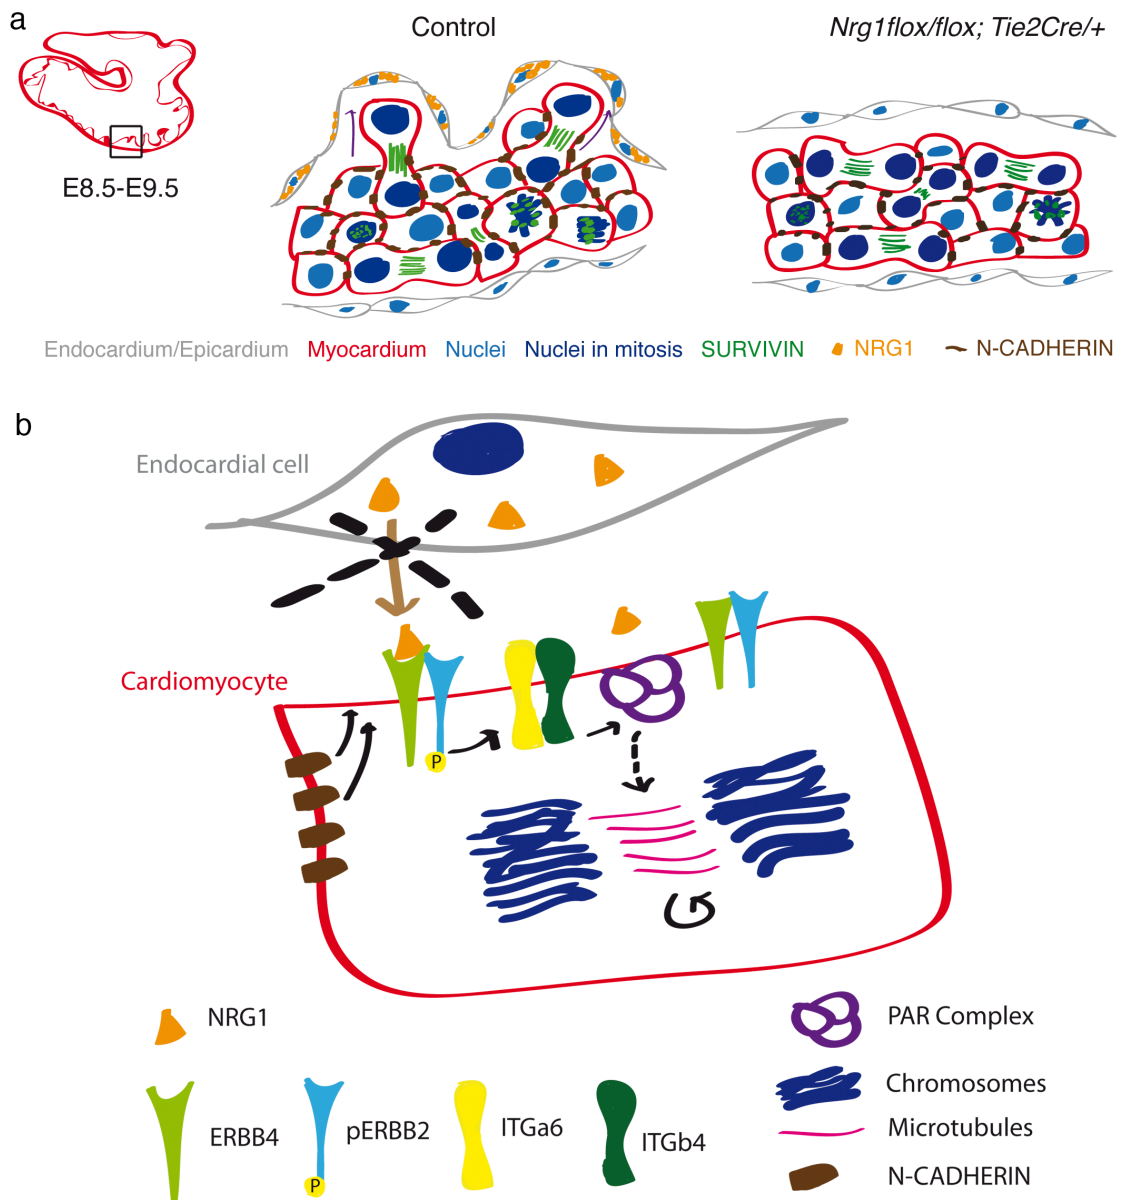 a
Control
Nrg1flox/flox; Tie2Cre/+
E8.5-E9.5
Endocardium/Epicardium Myocardium Nuclei Nuclei in mitosis SURVIVIN NRG1 N-CADHERIN
b
Endocardial cell
Cardiomyocyte
P
NRG1
PAR Complex
Chromosomes
Microtubules
N-CADHERIN
ERBB4
pERBB2
P
ITGa6
ITGb4